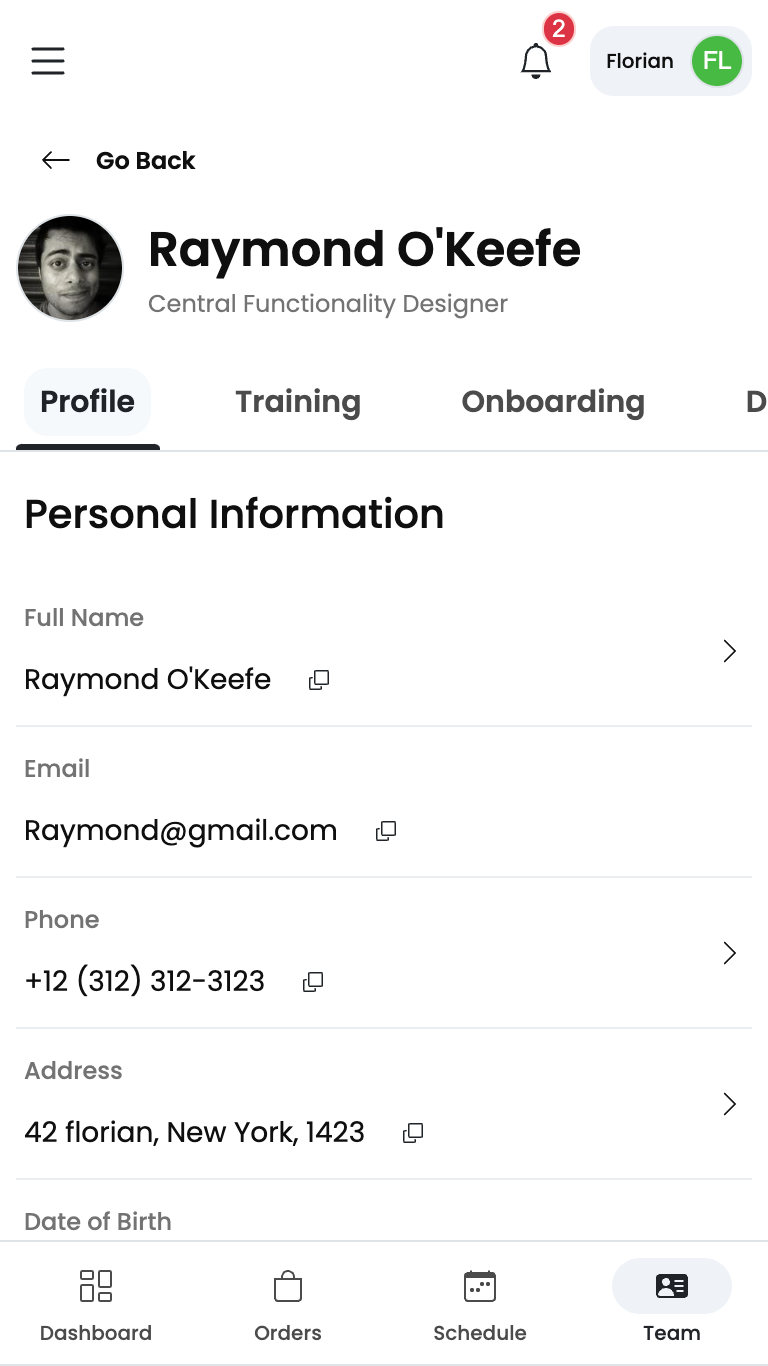 2
Florian
FL
Go Back
Raymond O'Keefe
Central Functionality Designer
Profile
Training
Onboarding
D
Personal Information
Full Name
Raymond O'Keefe
Email
Raymond@gmail.com
Phone
+12 (312) 312-3123
Address
42 florian, New York, 1423
Date of Birth
Dashboard
Orders
Schedule
Team